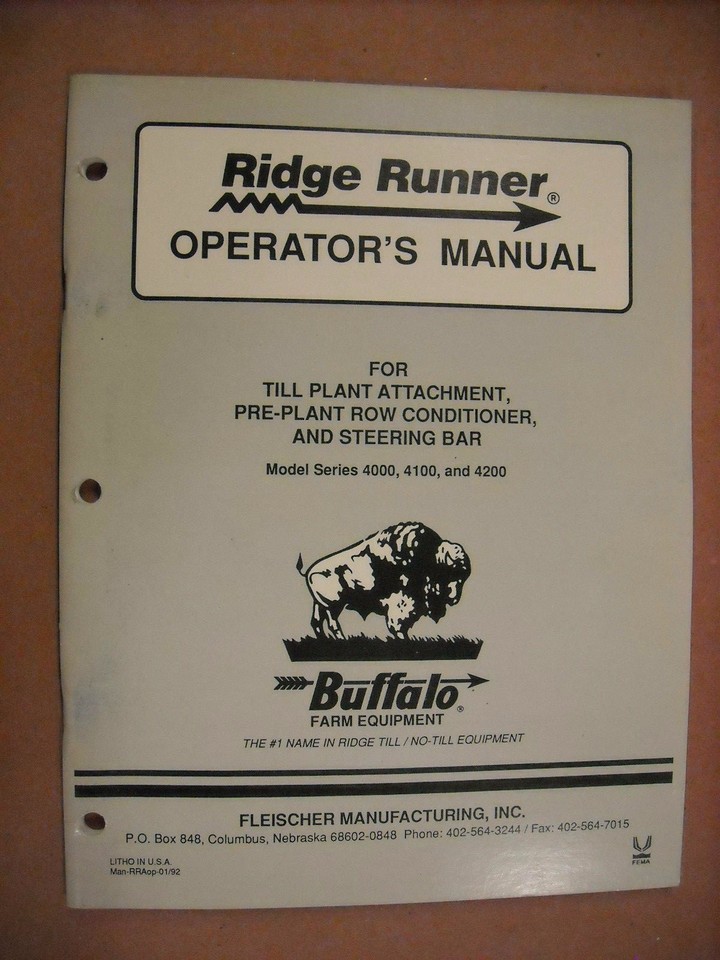 Ridge Runner®
OPERATOR'S MANUAL
FOR
TILL PLANT ATTACHMENT,
PRE-PLANT ROW CONDITIONER,
AND STEERING BAR
Model Series 4000, 4100, and 4200
Buffalo®
FARM EQUIPMENT
THE #1 NAME IN RIDGE TILL / NO-TILL EQUIPMENT
FLEISCHER MANUFACTURING, INC.
P.O. Box 848, Columbus, Nebraska 68602-0848 Phone: 402-564-3244 / Fax: 402-564-7015
LITHO IN U.S.A.
Man-RRAop-01/92
FEMA